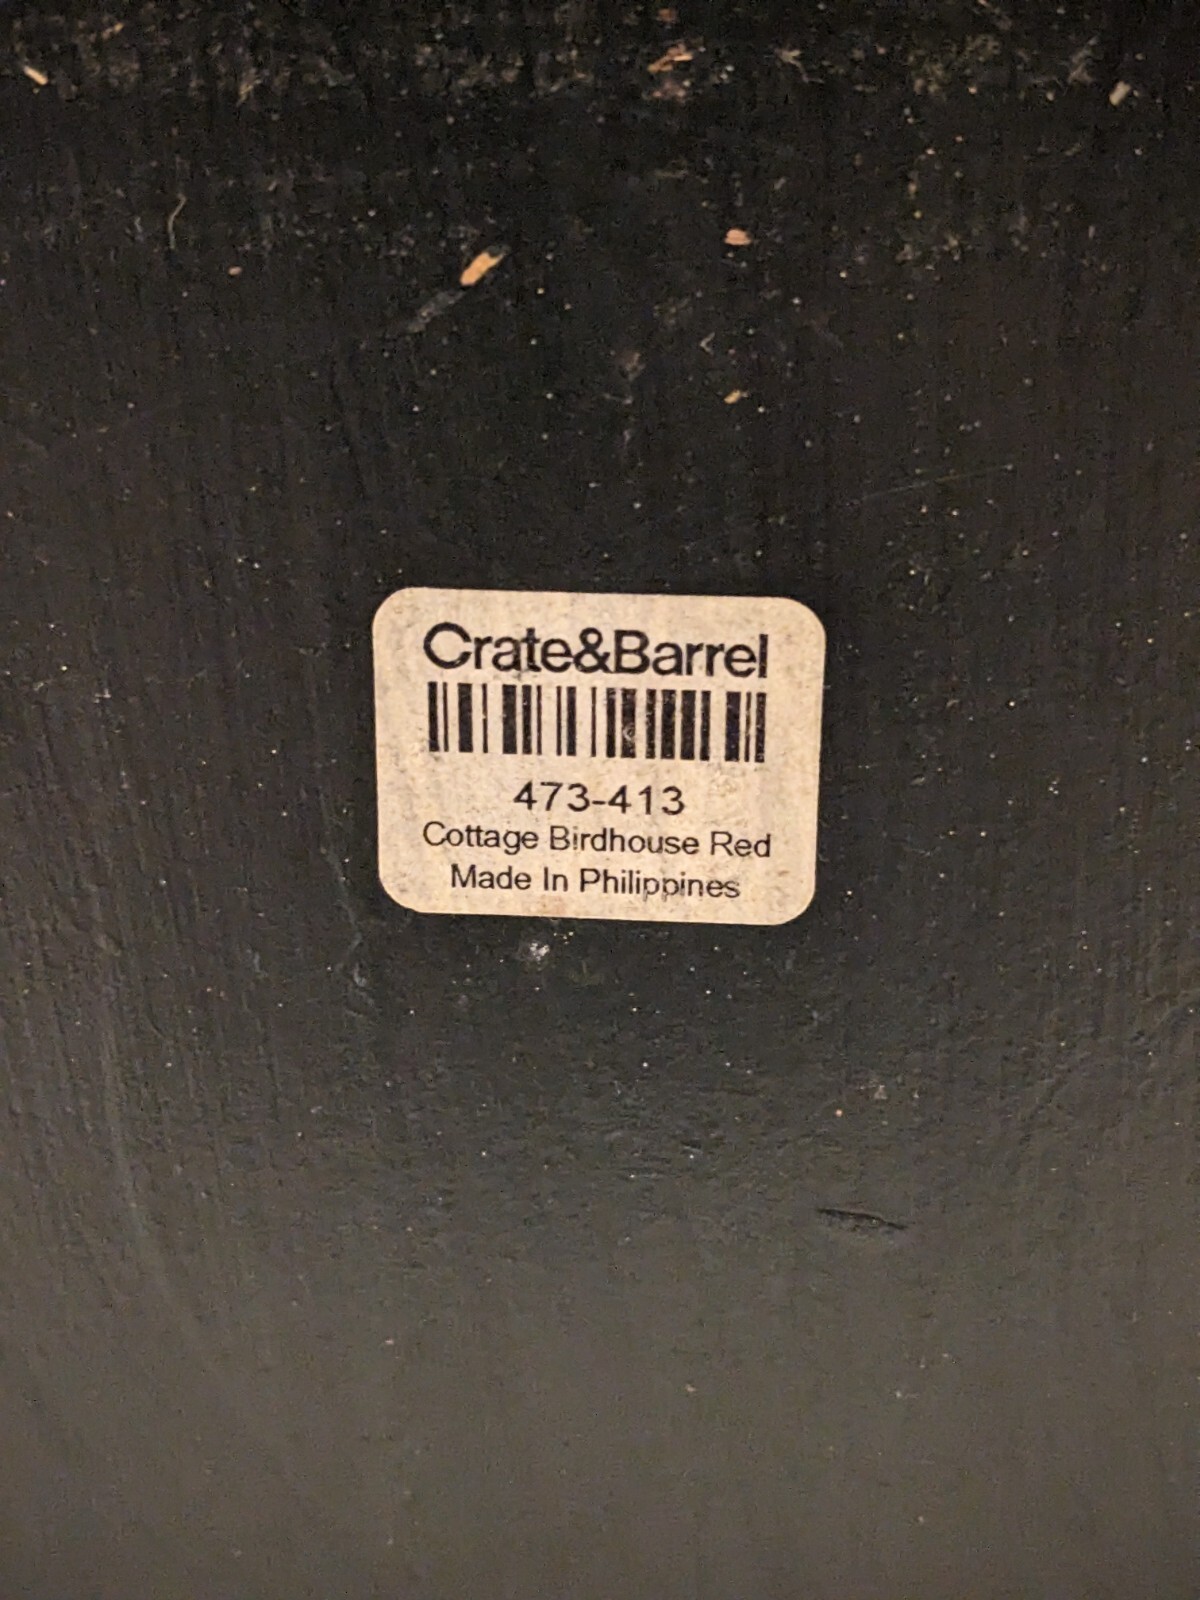 Crate&Barrel
473-413
Cottage Birdhouse Red
Made In Philippines